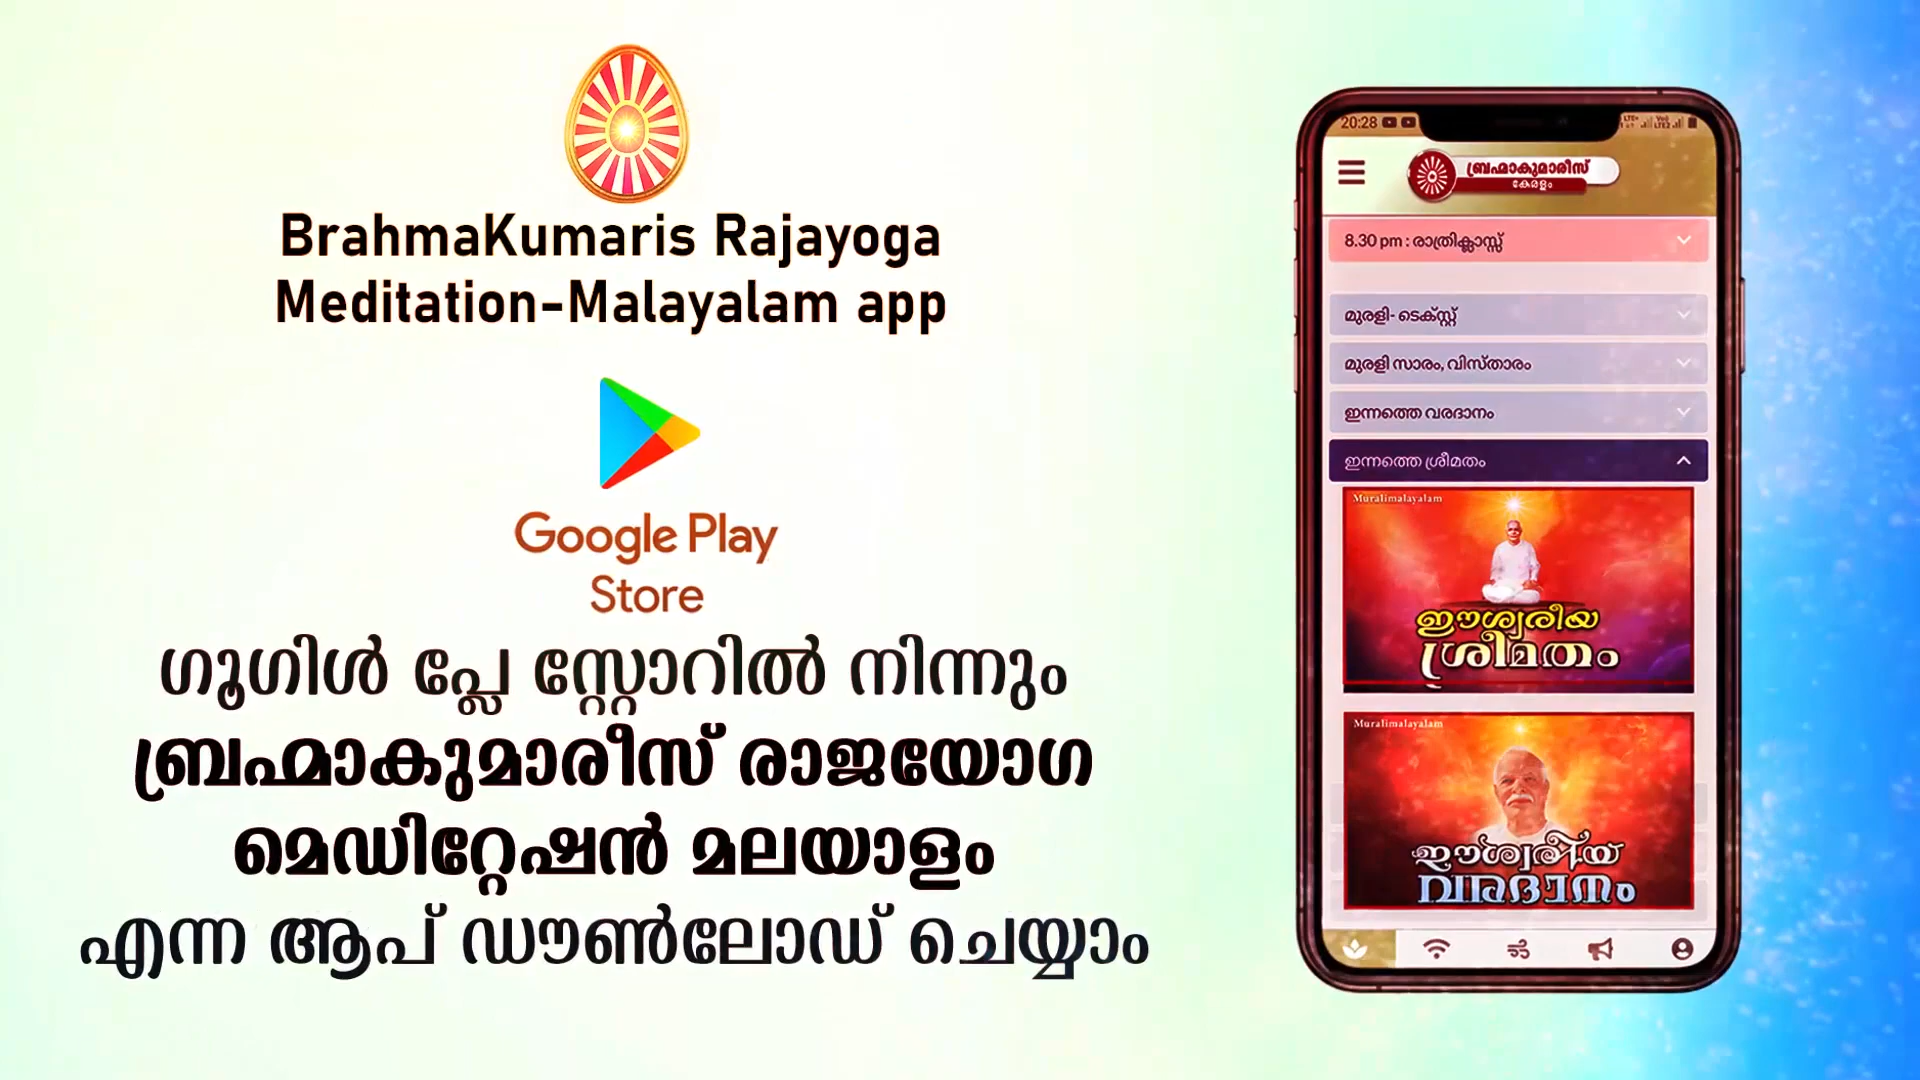 BrahmaKumaris Rajayoga
Meditation-Malayalam app
Google Play
Store
ഗൂഗിൾ പ്ലേ സ്റ്റോറിൽ നിന്നും
ബ്രഹ്മാകുമാരീസ് രാജയോഗ
മെഡിറ്റേഷൻ മലയാളം
എന്ന ആപ് ഡൗൺലോഡ് ചെയ്യാം
20:28
ബ്രഹ്മാകുമാരീസ്
കേരളം
8.30 pm : രാത്രിക്ലാസ്സ്
മുരളി- ടെക്സ്റ്റ്
മുരളി സാരം, വിസ്താരം
ഇന്നത്തെ വരദാനം
ഇന്നത്തെ ശ്രീമതം
Muralimalayalam
ഈശ്വരീയ
ശ്രീമതം
Muralimalayalam
ഈശ്വരീയ
വരദാനം